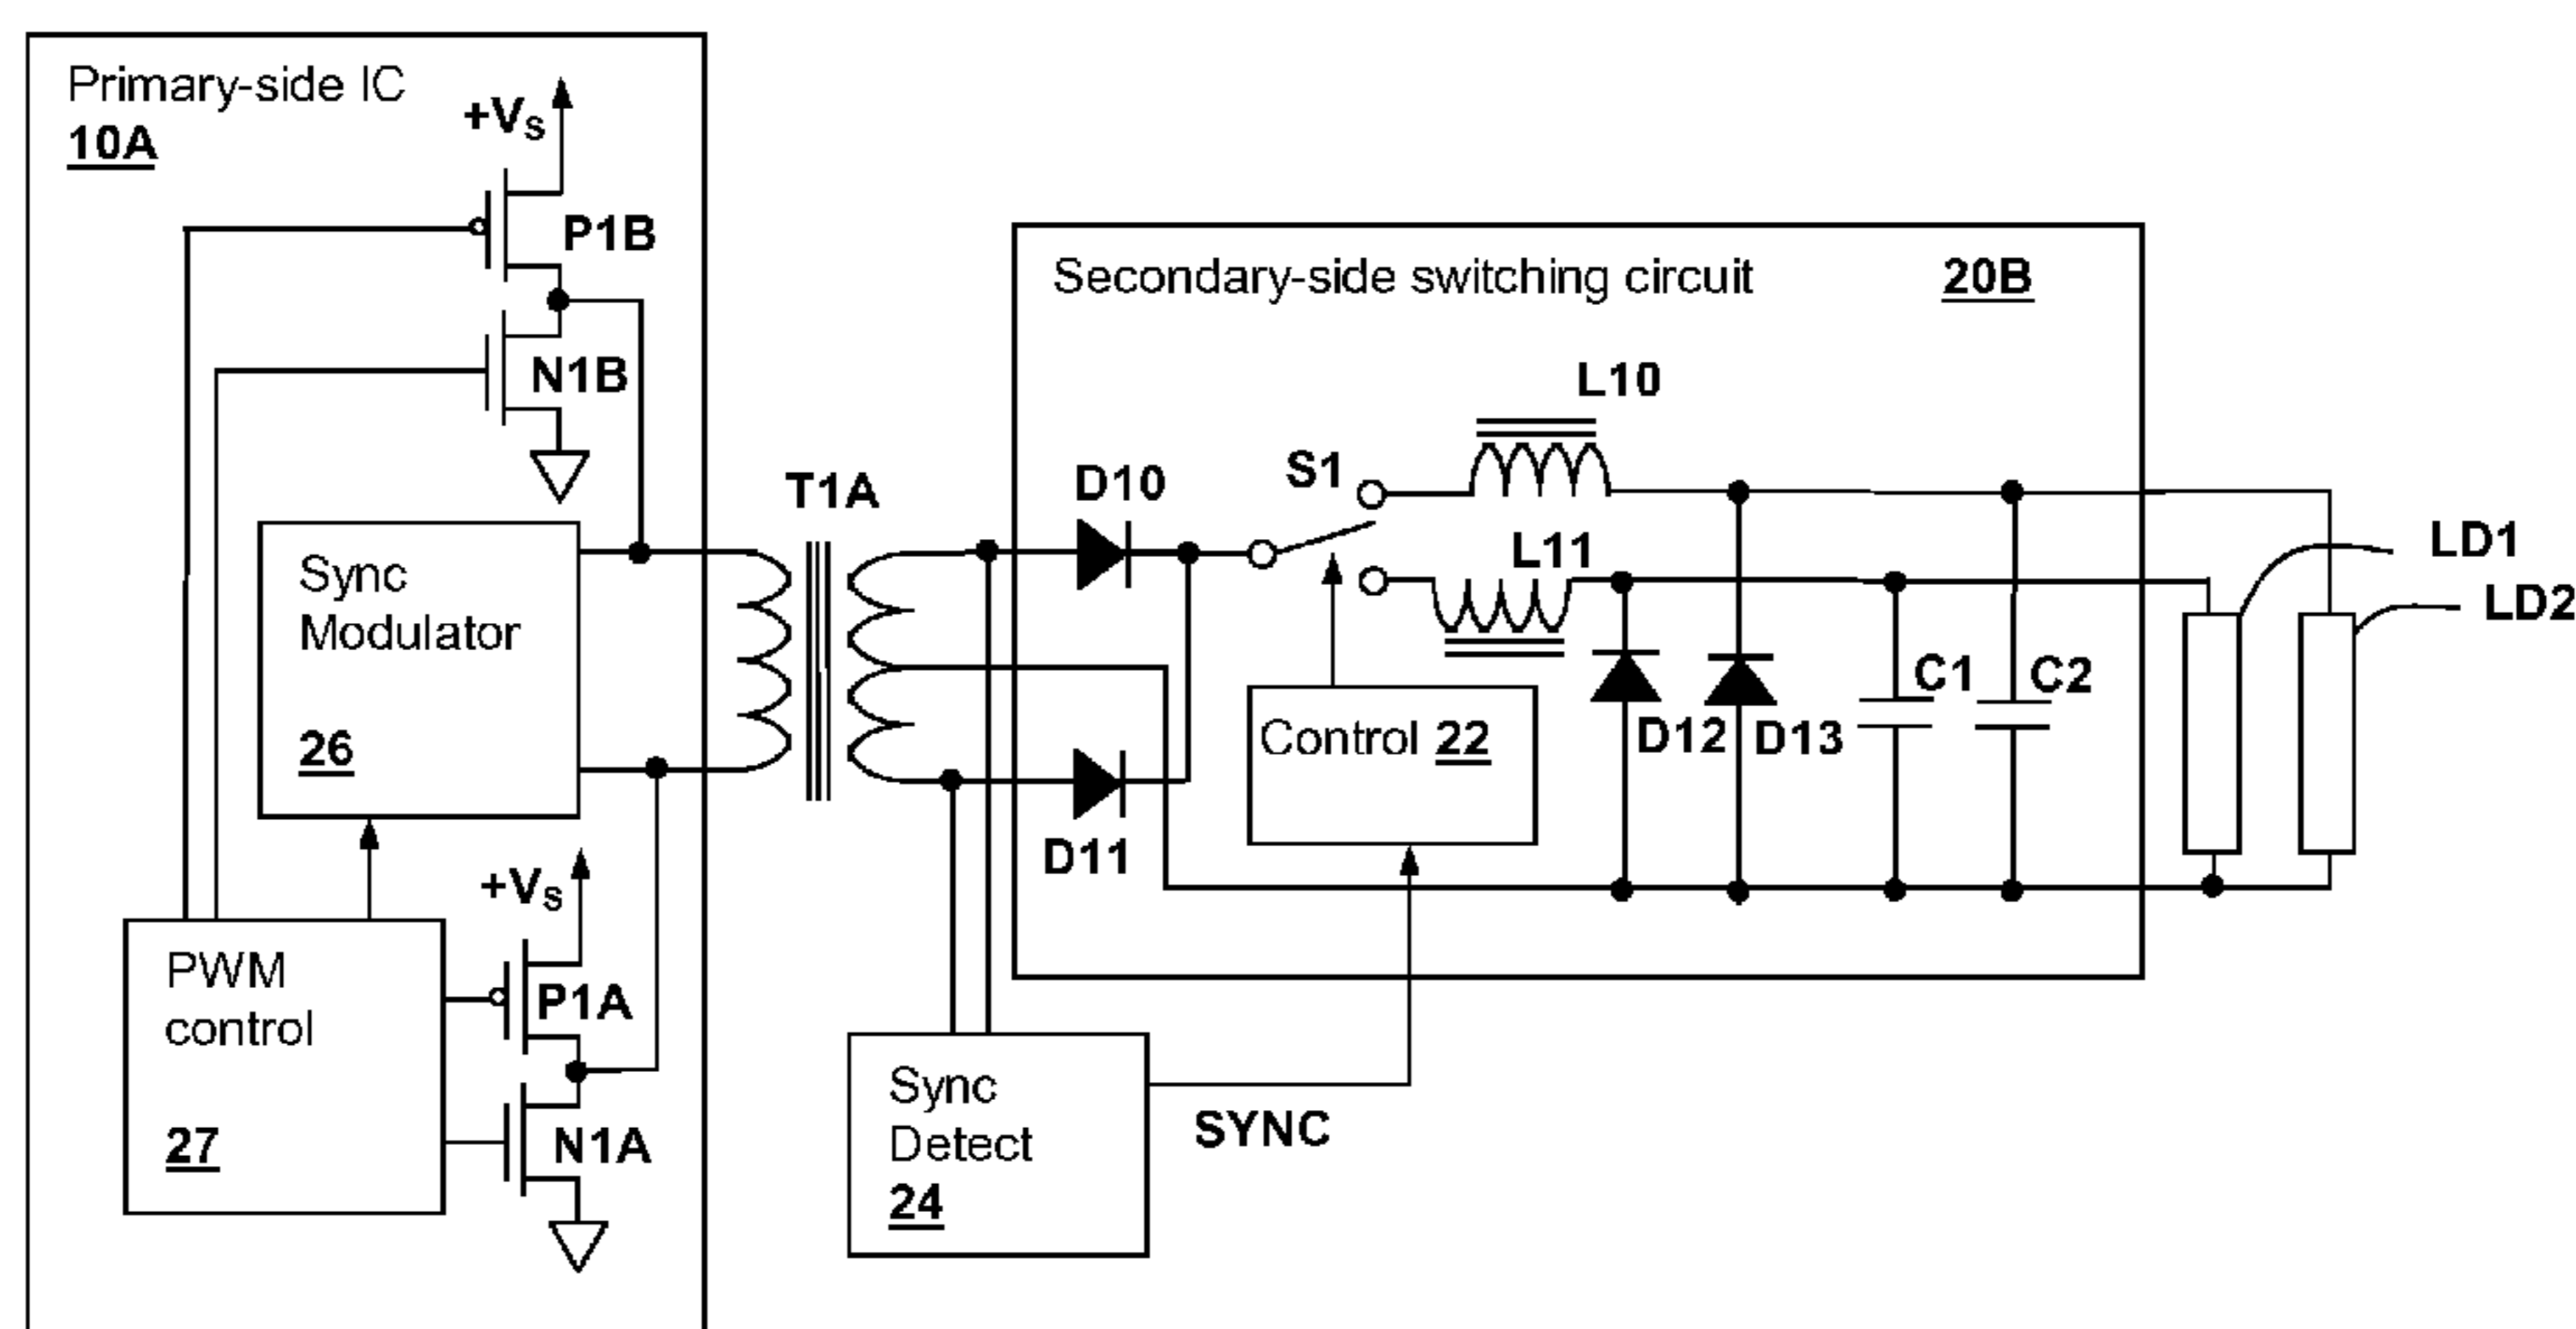 Primary-side IC
10A
+VS
P1B
N1B
Sync
Modulator
26
+VS
PWM
control
27
P1A
N1A
T1A
Secondary-side switching circuit
20B
D10
S1
L10
L11
Control 22
D11
D12
D13
C1
C2
LD1
LD2
Sync
Detect
24
SYNC